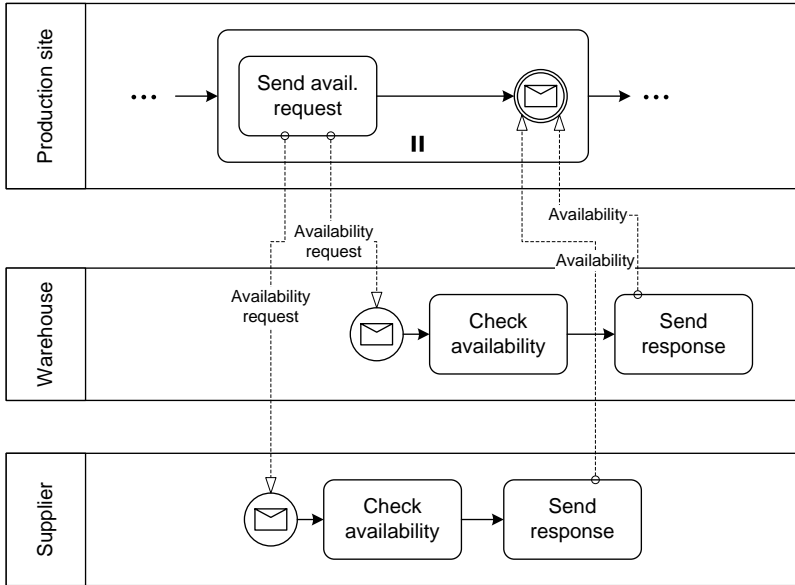 Production site
...
Send avail.
request
...
Availability
request
Availability
Availability
Availability
request
Warehouse
Check
availability
Send
response
Supplier
Check
availability
Send
response